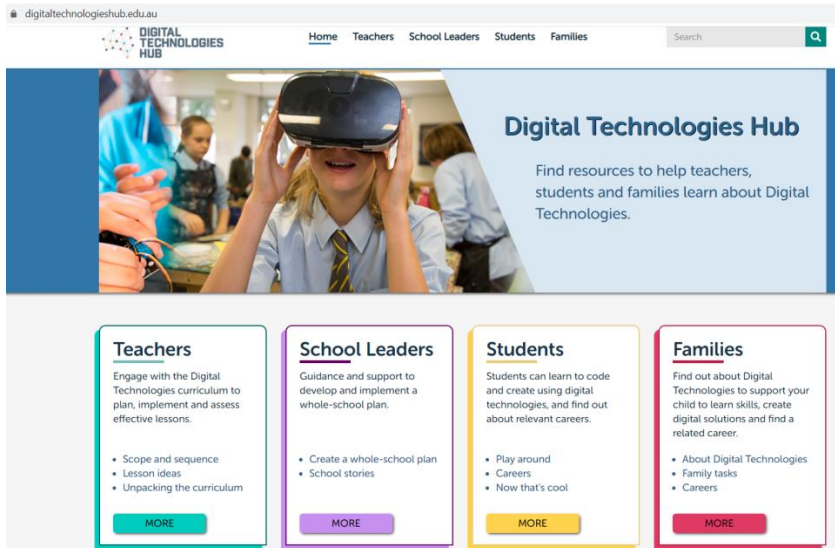 digitaltechnologieshub.edu.au
DIGITAL
TECHNOLOGIES
HUB
Home Teachers School Leaders Students Families
Search
Digital Technologies Hub
Find resources to help teachers,
students and families learn about Digital
Technologies.
Teachers
Engage with the Digital
Technologies curriculum to
plan, implement and assess
effective lessons.
• Scope and sequence
• Lesson ideas
• Unpacking the curriculum
MORE
School Leaders
Guidance and support to
develop and implement a
whole-school plan.
• Create a whole-school plan
• School stories
MORE
Students
Students can learn to code
and create using digital
technologies, and find out
about relevant careers.
• Play around
• Careers
• Now that's cool
MORE
Families
Find out about Digital
Technologies to support your
child to learn skills, create
digital solutions and find a
related career.
• About Digital Technologies
• Family tasks
• Careers
MORE